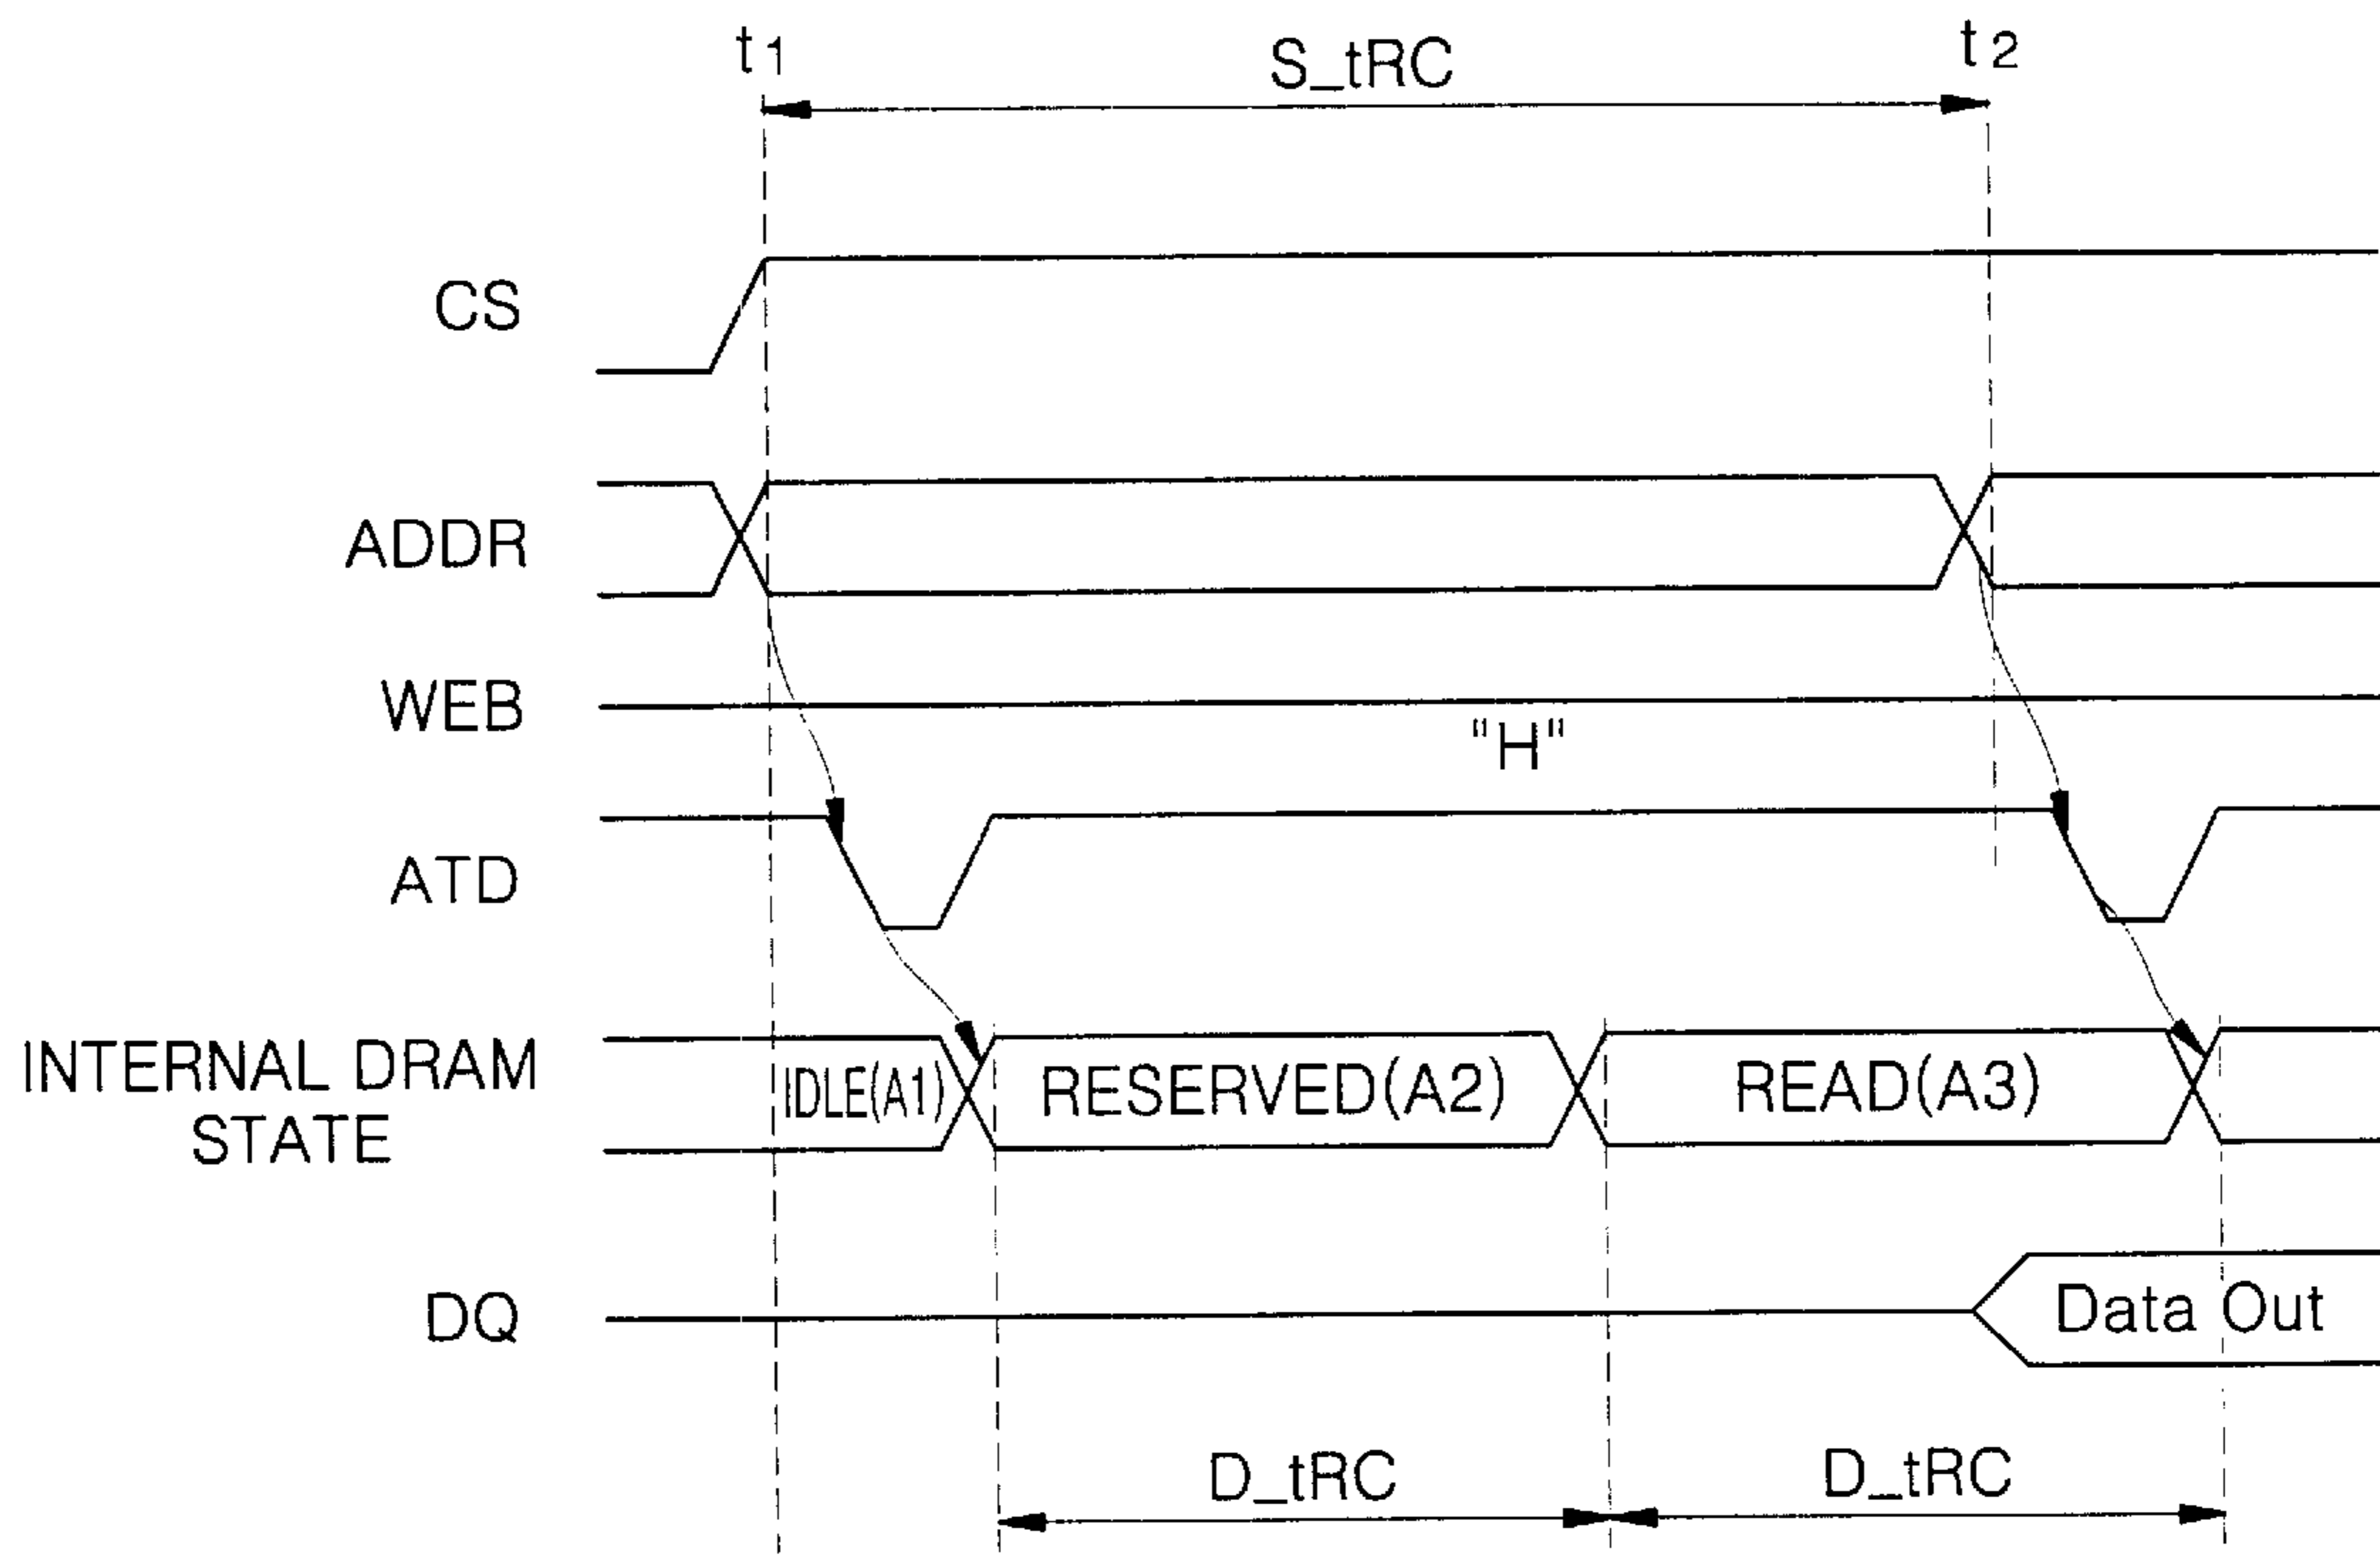 t1
S_tRC
t2
CS
ADDR
WEB
"H"
ATD
INTERNAL DRAM
STATE
IDLE(A1)
RESERVED(A2)
READ(A3)
DQ
Data Out
D_tRC
D_tRC